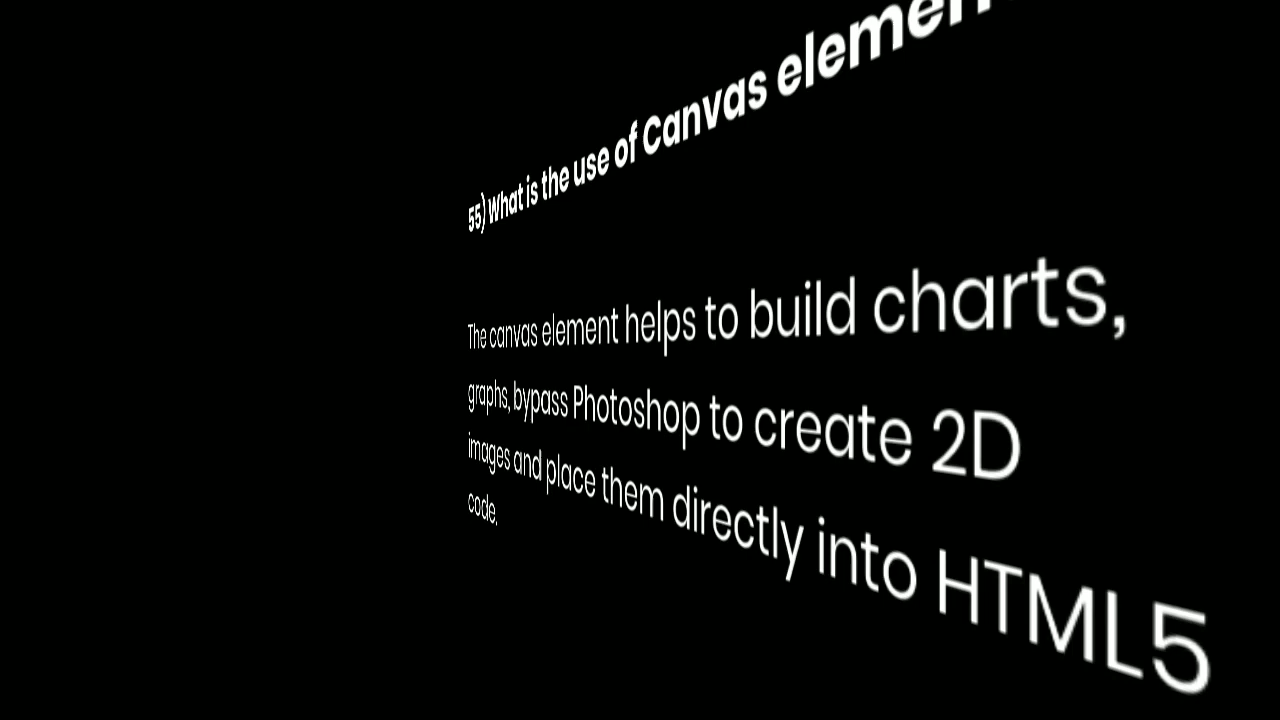 55) What is the use of Canvas element
The canvas element helps to build charts,
graphs, bypass Photoshop to create 2D
images and place them directly into HTML5
code.